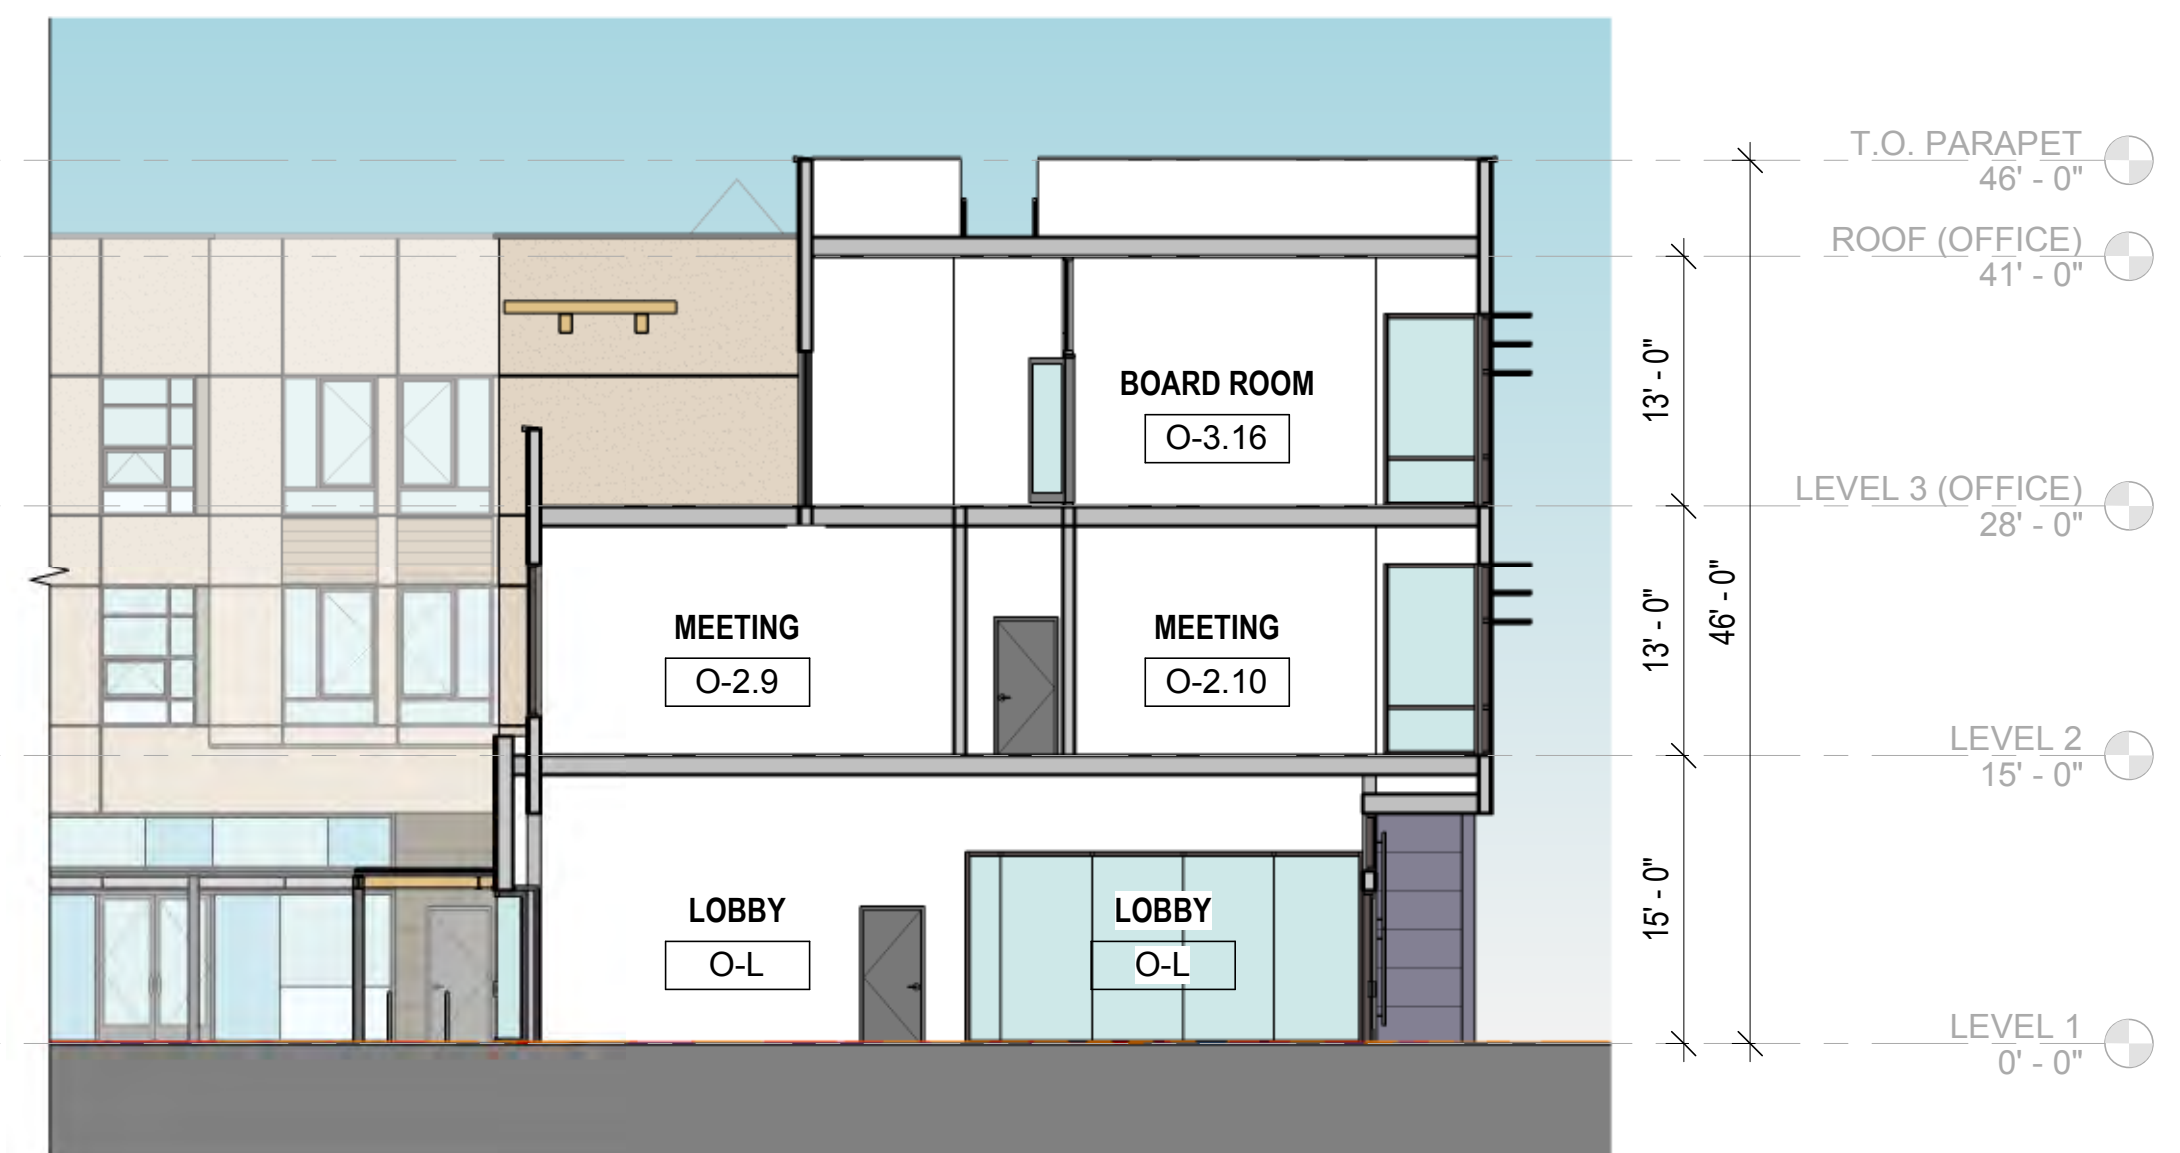 T.O. PARAPET
46' - 0"
ROOF (OFFICE)
41' - 0"
13' - 0"
BOARD ROOM
O-3.16
LEVEL 3 (OFFICE)
28' - 0"
13' - 0"
46' - 0"
MEETING
O-2.9
MEETING
O-2.10
LEVEL 2
15' - 0"
15' - 0"
LOBBY
O-L
LOBBY
O-L
LEVEL 1
0' - 0"